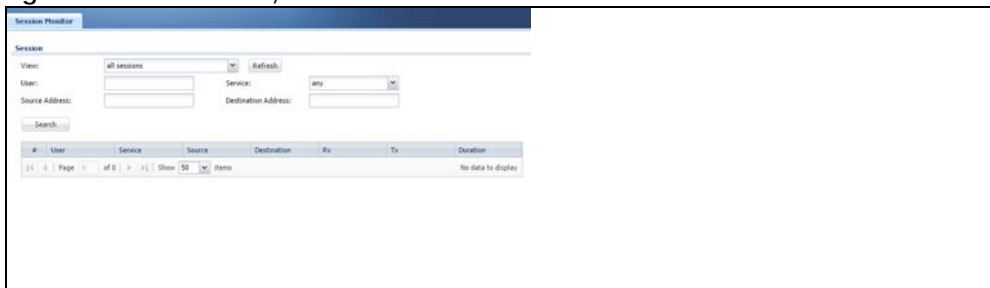 Session Monitor
Session
View: all sessions Refresh
User: Service: any
Source Address: Destination Address:
Search
# User Service Source Destination Rx Tx Duration
Page of 0 Show 50 items No data to display